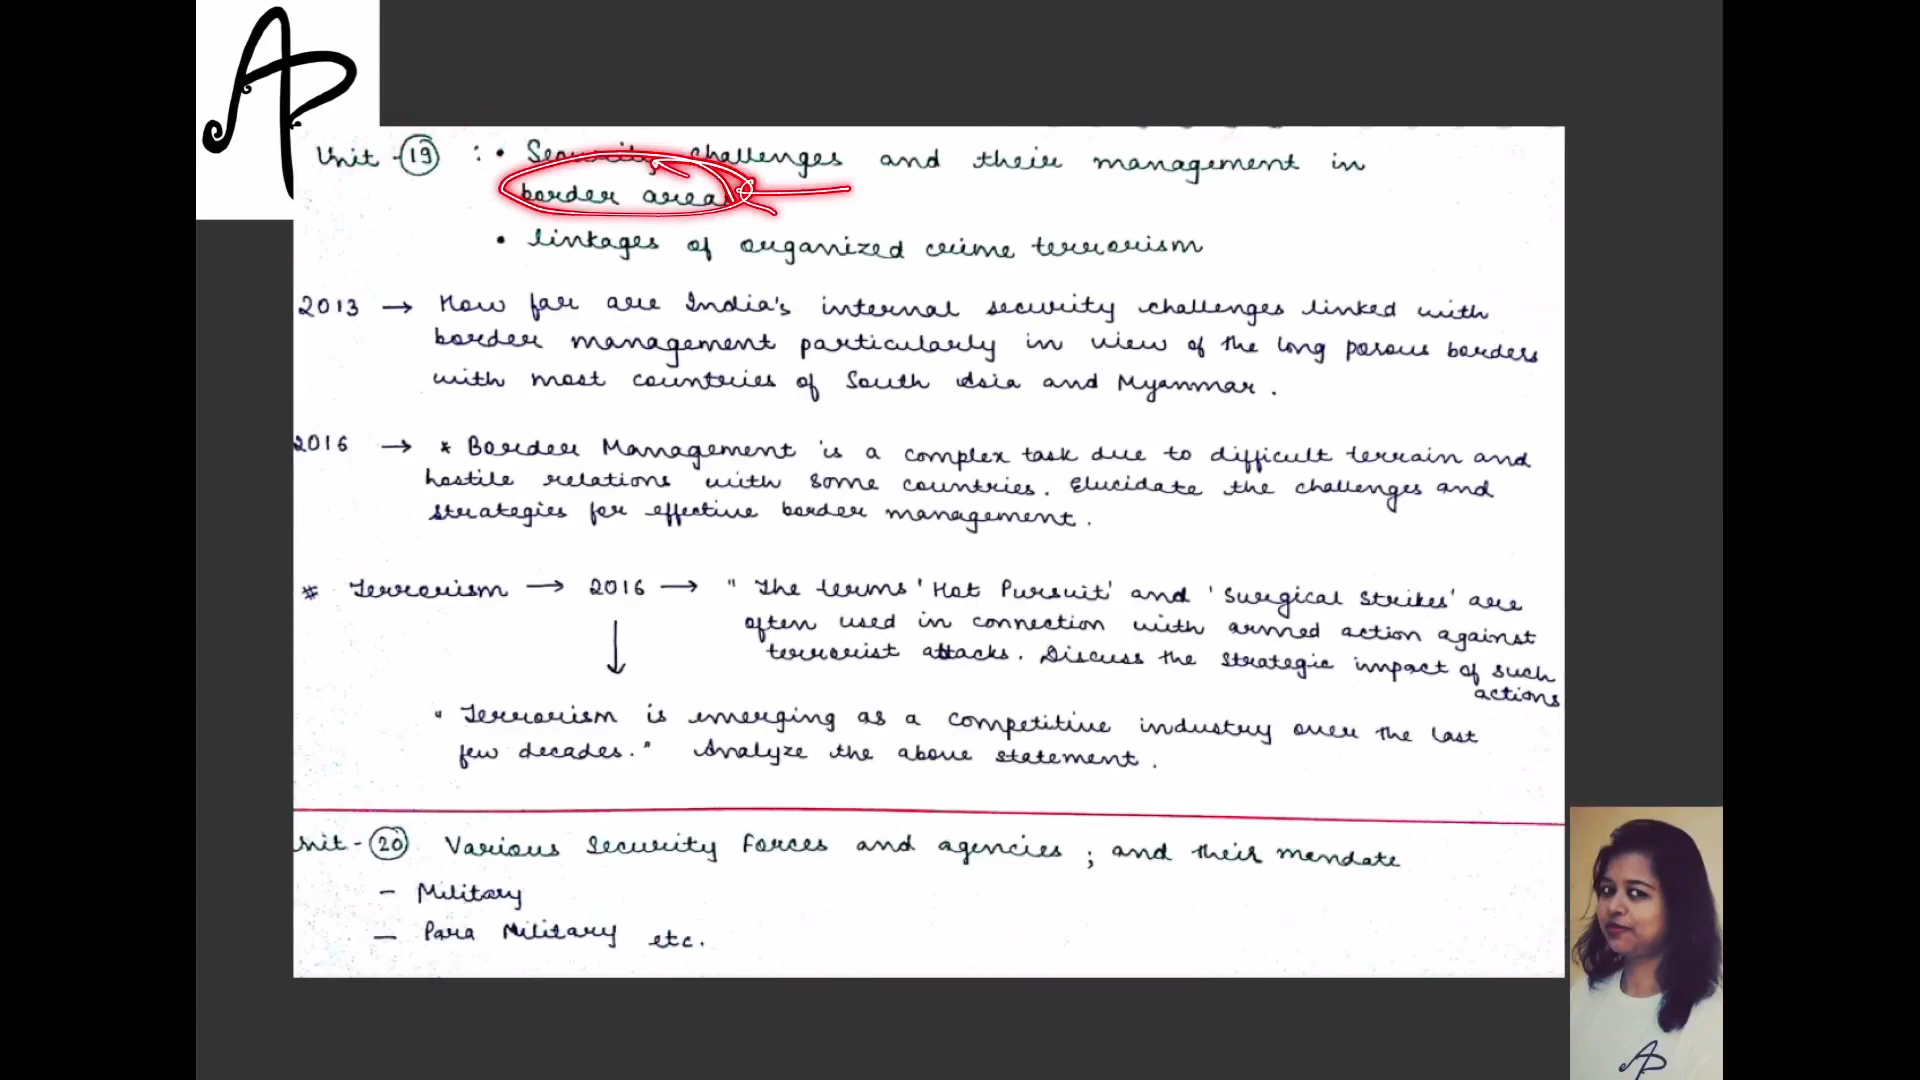 AP
Unit - 19 : • Security challenges and their management in
border areas
• linkages of organized crime terrorism
2013 → How far are India's internal security challenges linked with
border management particularly in view of the long porous borders
with most countries of South Asia and Myanmar.
2016 → * Border Management is a complex task due to difficult terrain and
hostile relations with some countries. Elucidate the challenges and
strategies for effective border management.
# Terrorism → 2016 → " The terms 'Hot Pursuit' and 'Surgical Strikes' are
often used in connection with armed action against
terrorist attacks. Discuss the strategic impact of such
actions
" Terrorism is emerging as a competitive industry over the last
few decades." Analyze the above statement.
Unit - 20 Various Security Forces and agencies ; and their mandate
- Military
- Para Military etc.
AP